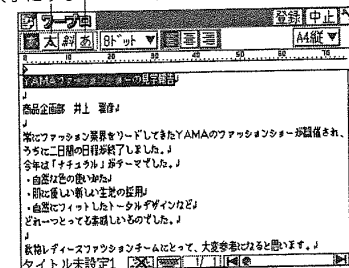 ワープロ 登録 中止
太 斜 あ 8ドット ▼ A4縦 ▼
0 10 20 30 40 50 60 70 80
YAMAファッションショーの見学報告↲
↲
商品企画部 井上 ↲
↲
常にファッション業界をリードしてきたYAMAのファッションショーが開催され、
うちに二日間の日程が終了しました。↲
今年は「ナチュラル」がテーマでした。↲
・自然な色の使いかた↲
・肌に優しい新しい生地の採用↲
・自然にフィットしたトータルデザインなど↲
どれ一つとっても素晴しいものでした。↲
↲
秋物レディースファッションチームにとって、大変参考になると思います。↲
タイトル未設定1 1/ 1